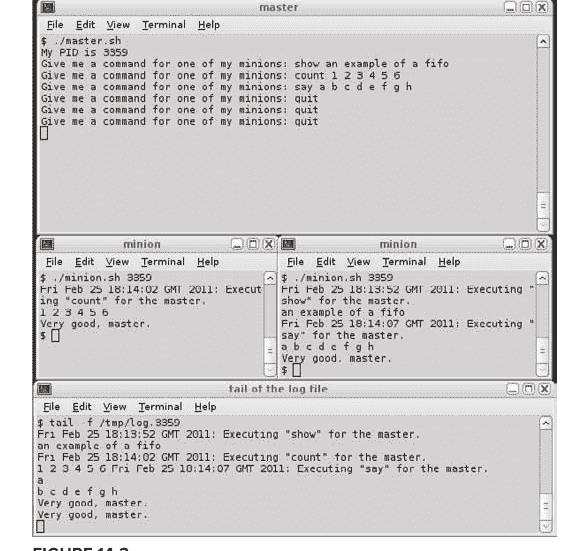 master
File Edit View Terminal Help
$ ./master.sh
My PID is 3359
Give me a command for one of my minions: show an example of a fifo
Give me a command for one of my minions: count 1 2 3 4 5 6
Give me a command for one of my minions: say a b c d e f g h
Give me a command for one of my minions: quit
Give me a command for one of my minions: quit
Give me a command for one of my minions: quit
minion
File Edit View Terminal Help
$ ./minion.sh 3359
Fri Feb 25 18:14:02 GMT 2011: Execut
ing "count" for the master.
1 2 3 4 5 6
Very good, master.
$
minion
File Edit View Terminal Help
$ ./minion.sh 3359
Fri Feb 25 18:13:52 GMT 2011: Executing "
show" for the master.
an example of a fifo
Fri Feb 25 18:14:07 GMT 2011: Executing "
say" for the master.
a b c d e f g h
Very good, master.
$
tail of the log file
File Edit View Terminal Help
$ tail -f /tmp/log.3359
Fri Feb 25 18:13:52 GMT 2011: Executing "show" for the master.
an example of a fifo
Fri Feb 25 18:14:02 GMT 2011: Executing "count" for the master.
1 2 3 4 5 6 Fri Feb 25 18:14:07 GMT 2011: Executing "say" for the master.
a
b c d e f g h
Very good, master.
Very good, master.